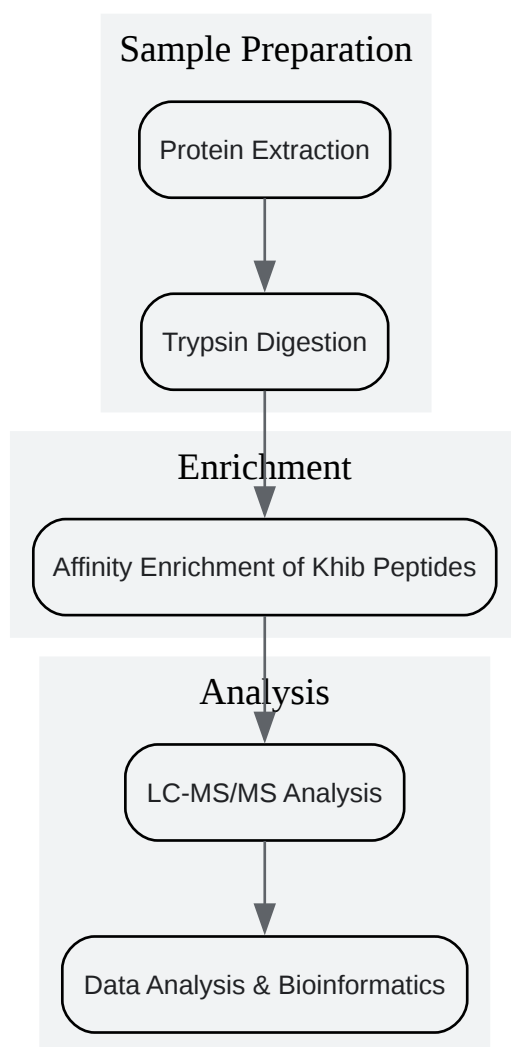 Sample Preparation
Protein Extraction
Trypsin Digestion
Enrichment
Affinity Enrichment of Khib Peptides
Analysis
LC-MS/MS Analysis
Data Analysis & Bioinformatics